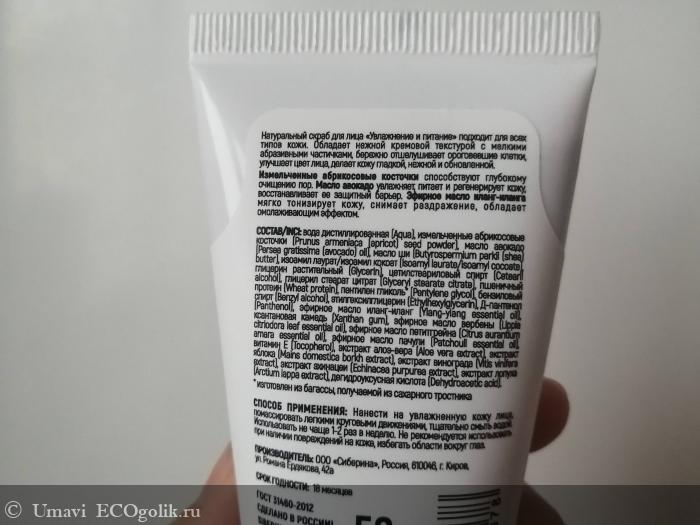 Натуральный скраб для лица «Увлажнение и питание» подходит для всех
типов кожи. Обладает нежной кремовой текстурой с мелкими
абразивными частичками, бережно отшелушивает ороговевшие клетки,
улучшает цвет лица, делает кожу гладкой, нежной и обновленной.
Измельченные абрикосовые косточки способствуют глубокому
очищению пор. Масло авокадо увлажняет, питает и регенерирует кожу,
восстанавливает ее защитный барьер. Эфирное масло иланг-иланга
мягко тонизирует кожу, снимает раздражение, обладает
омолаживающим эффектом.
СОСТАВ/INCI: вода дистиллированная (Aqua), измельченные абрикосовые
косточки (Prunus armeniaca (apricot) seed powder), масло авокадо
(Persea gratissima (avocado) oil), масло ши (Butyrospermum parkii (shea)
butter), изоамил лаурат/изоамил кокоат (Isoamyl laurate/isoamyl cocoate),
глицерин растительный (Glycerin), цетилстеариловый спирт (Cetearl
alcohol), глицерил стеарат цитрат (Glyceryl stearate citrate), пшеничный
протеин (Wheat protein), пентилен гликоль* (Pentylene glycol), бензиловый
спирт (Benzyl alcohol), этилгексилглицерин (Ethylhexylglycerin), Д-пантенол
(Panthenol), эфирное масло иланг-иланг (Ylang-ylang essential oil),
ксантановая камедь (Xanthan gum), эфирное масло вербены (Lippia
citriodora leaf essential oil), эфирное масло петитгрейна (Citrus aurantium
amara essential oil), эфирное масло пачули (Patchouli essential oil),
витамин Е (Tocopherol), экстракт алоэ-вера (Aloe vera extract), экстракт
яблока (Mains domestica borkh extract), экстракт винограда (Vitis vinifera
extract), экстракт эхинацеи (Echinacea purpurea extract), экстракт лопуха
(Arctium lappa extract), дегидроуксусная кислота (Dehydroacetic acid).
* изготовлен из багассы, получаемой из сахарного тростника
СПОСОБ ПРИМЕНЕНИЯ: Нанести на увлажненную кожу лица,
помассировать легкими круговыми движениями, тщательно смыть водой.
Использовать не чаще 1-2 раз в неделю. Не рекомендуется использовать
при наличии повреждений на коже, избегать области вокруг глаз.
ПРОИЗВОДИТЕЛЬ: ООО «Сиберина», Россия, 610046, г. Киров,
ул. Романа Ердякова, 42а
СРОК ГОДНОСТИ: 18 месяцев
ГОСТ 31460-2012
СДЕЛАНО В РОССИИ
© Umavi ECOgolik.ru